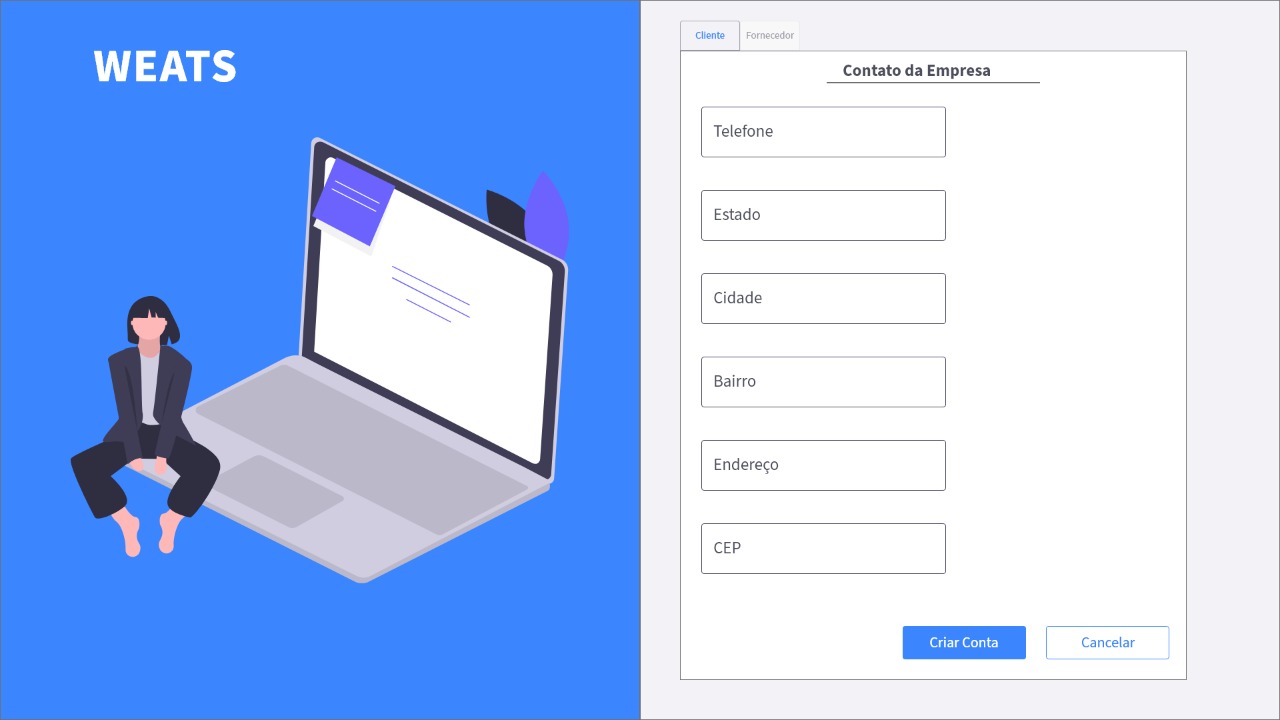 WEATS
Cliente
Fornecedor
Contato da Empresa
Telefone
Estado
Cidade
Bairro
Endereço
CEP
Criar Conta
Cancelar